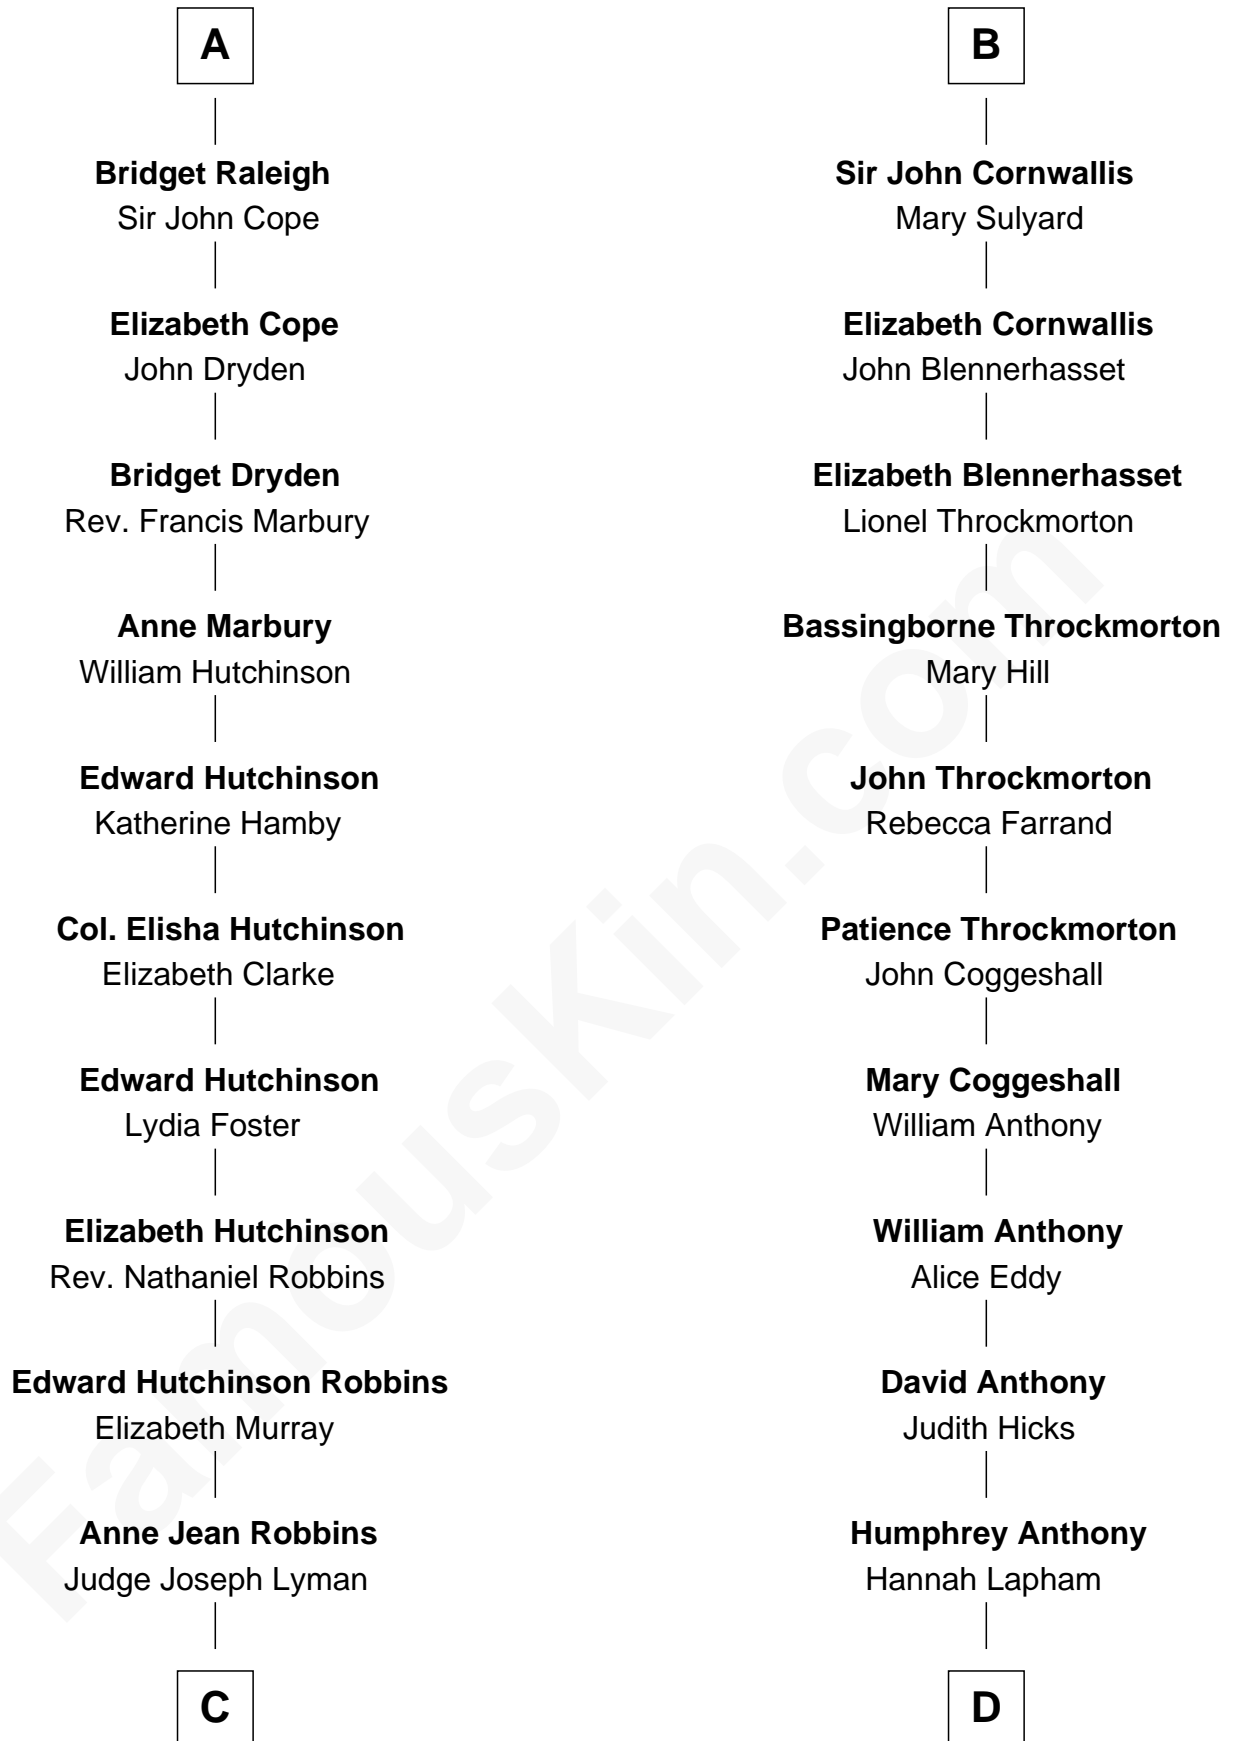 A
Bridget Raleigh
Sir John Cope
Elizabeth Cope
John Dryden
Bridget Dryden
Rev. Francis Marbury
Anne Marbury
William Hutchinson
Edward Hutchinson
Katherine Hamby
Col. Elisha Hutchinson
Elizabeth Clarke
Edward Hutchinson
Lydia Foster
Elizabeth Hutchinson
Rev. Nathaniel Robbins
Edward Hutchinson Robbins
Elizabeth Murray
Anne Jean Robbins
Judge Joseph Lyman
C
B
Sir John Cornwallis
Mary Sulyard
Elizabeth Cornwallis
John Blennerhasset
Elizabeth Blennerhasset
Lionel Throckmorton
Bassingborne Throckmorton
Mary Hill
John Throckmorton
Rebecca Farrand
Patience Throckmorton
John Coggeshall
Mary Coggeshall
William Anthony
William Anthony
Alice Eddy
David Anthony
Judith Hicks
Humphrey Anthony
Hannah Lapham
D
FamousKin.com